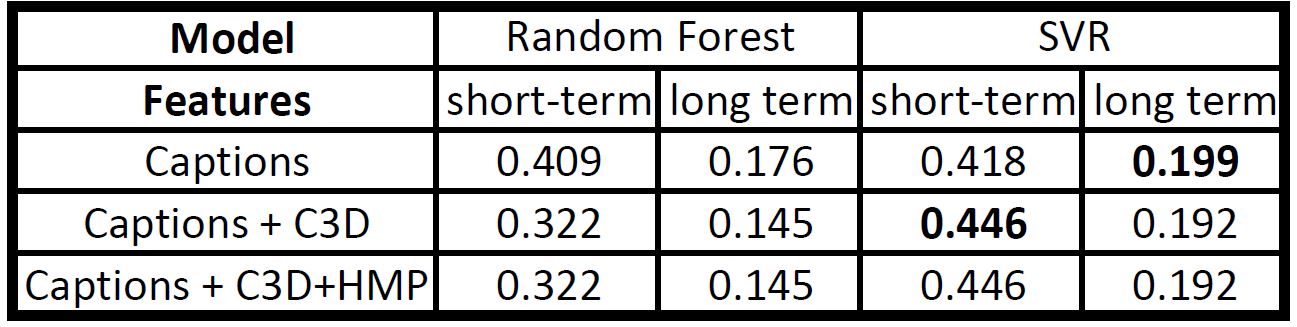 Model Random Forest SVR
Features short-term long term short-term long term
Captions 0.409 0.176 0.418 0.199
Captions + C3D 0.322 0.145 0.446 0.192
Captions + C3D+HMP 0.322 0.145 0.446 0.192